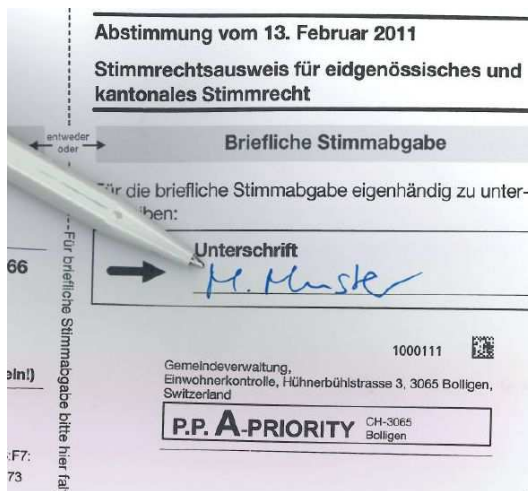 Abstimmung vom 13. Februar 2011
Stimmrechtsausweis für eidgenössisches und
kantonales Stimmrecht
entweder
oder
Briefliche Stimmabgabe
für die briefliche Stimmabgabe eigenhändig zu unter-
ben:
Unterschrift
M. Muster
66
Für briefliche Stimmabgabe bitte hier fal
1000111
Gemeindeverwaltung,
Einwohnerkontrolle, Hühnerbühlstrasse 3, 3065 Bolligen,
Switzerland
P.P. A-PRIORITY CH-3065
Bolligen
eln!)
:F7:
73